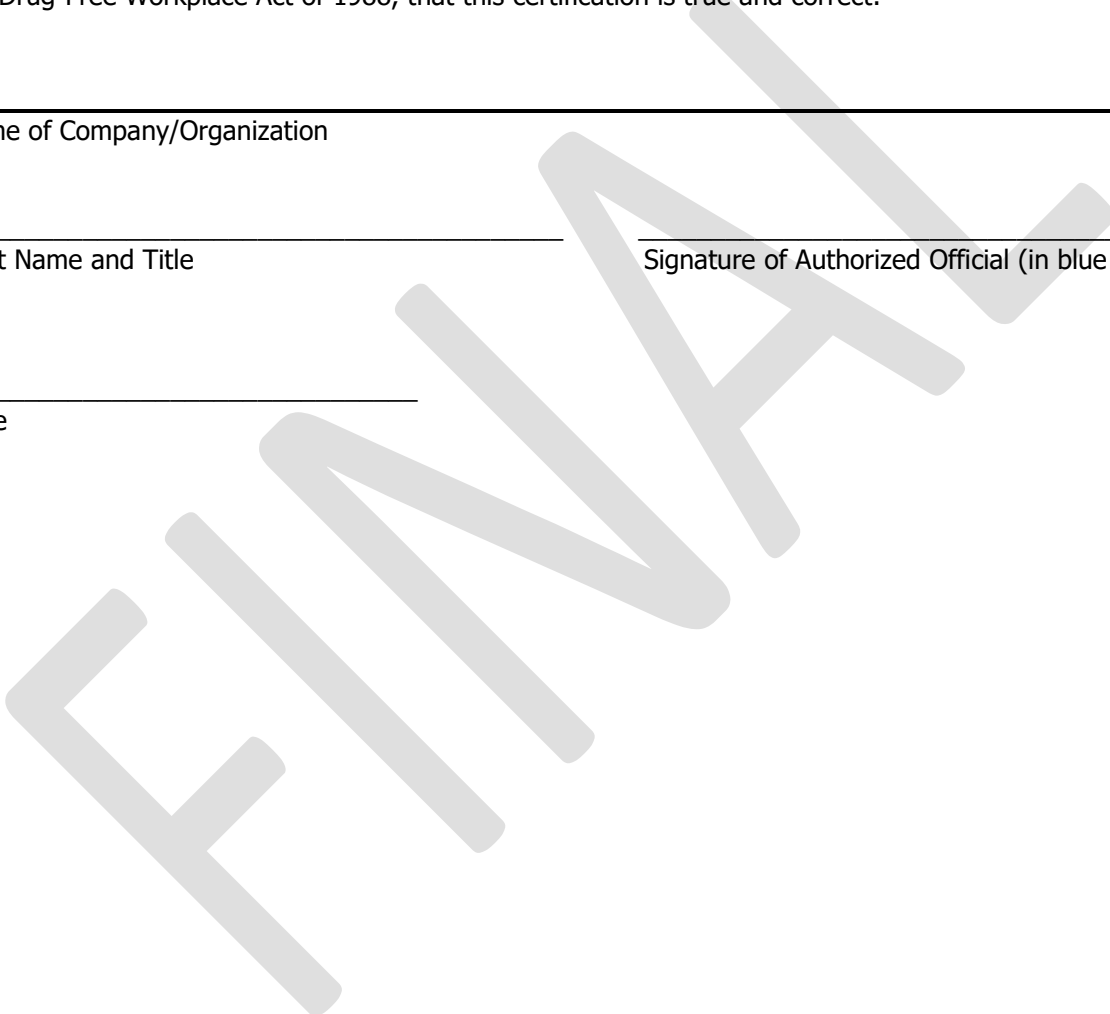 Drug Free Workplace Act of 1988, that this certification is true and correct.
e of Company/Organization
Name and Title Signature of Authorized Official (in blue
FINAL